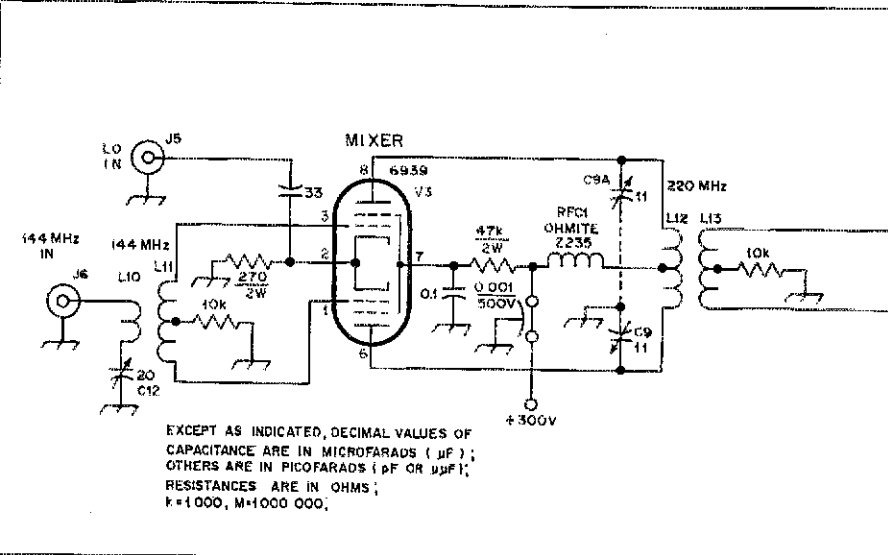 MIXER
J5
LO
IN
8
6939
V3
33
3
2
7
1
6
C9A
11
220 MHz
RFC1
OHMITE
Z235
L12
L13
47k
2W
144 MHz
IN
144 MHz
J6
L10
L11
270
2W
10k
0.1
0.001
500V
10k
C9
11
20
C12
+300V
EXCEPT AS INDICATED, DECIMAL VALUES OF
CAPACITANCE ARE IN MICROFARADS ( µF ) ;
OTHERS ARE IN PICOFARADS ( pF OR µµF );
RESISTANCES ARE IN OHMS ;
k=1000, M=1000 000;